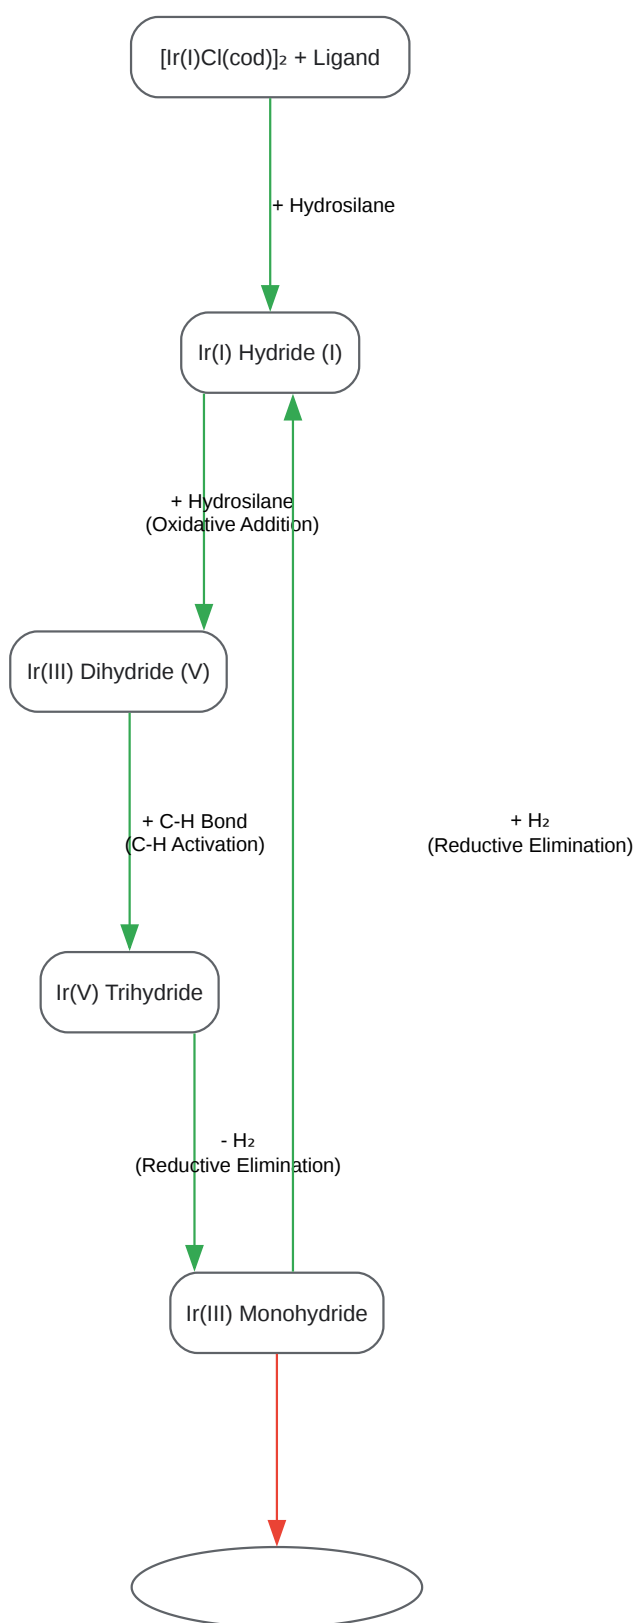 [Ir(I)Cl(cod)]₂ + Ligand
+ Hydrosilane
Ir(I) Hydride (I)
+ Hydrosilane
(Oxidative Addition)
Ir(III) Dihydride (V)
+ C-H Bond
(C-H Activation)
+ H₂
(Reductive Elimination)
Ir(V) Trihydride
- H₂
(Reductive Elimination)
Ir(III) Monohydride